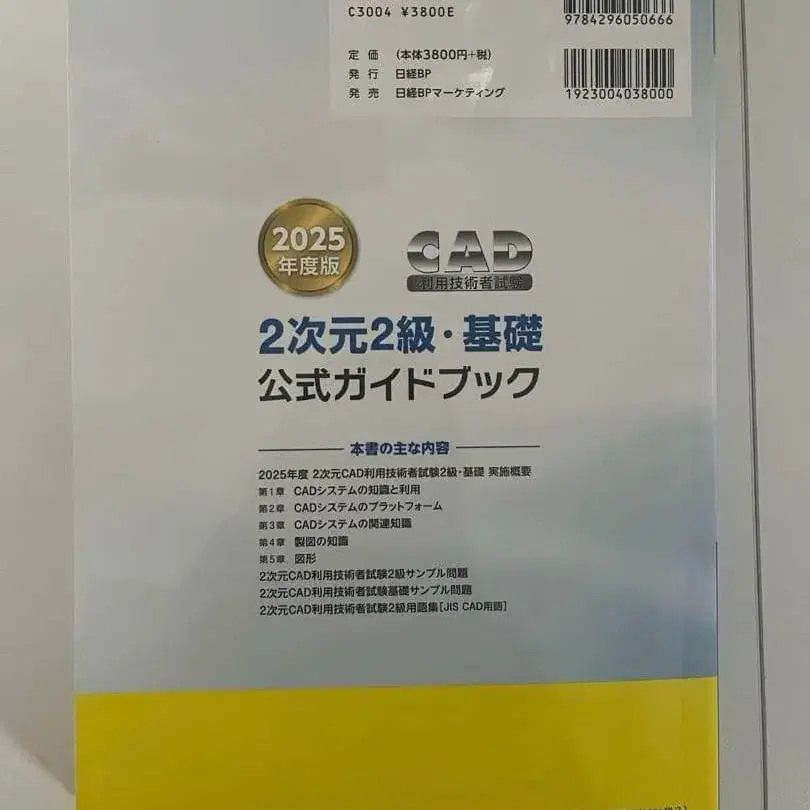 C3004 ¥3800E
9784296050666
定 価 (本体3800円+税)
発 行 日経BP
発 売 日経BPマーケティング
1923004038000
2025
年度版
CAD
利用技術者試験
2次元2級・基礎
公式ガイドブック
本書の主な内容
2025年度 2次元CAD利用技術者試験2級・基礎 実施概要
第1章 CADシステムの知識と利用
第2章 CADシステムのプラットフォーム
第3章 CADシステムの関連知識
第4章 製図の知識
第5章 図形
2次元CAD利用技術者試験2級サンプル問題
2次元CAD利用技術者試験基礎サンプル問題
2次元CAD利用技術者試験2級用語集[JIS CAD用語]